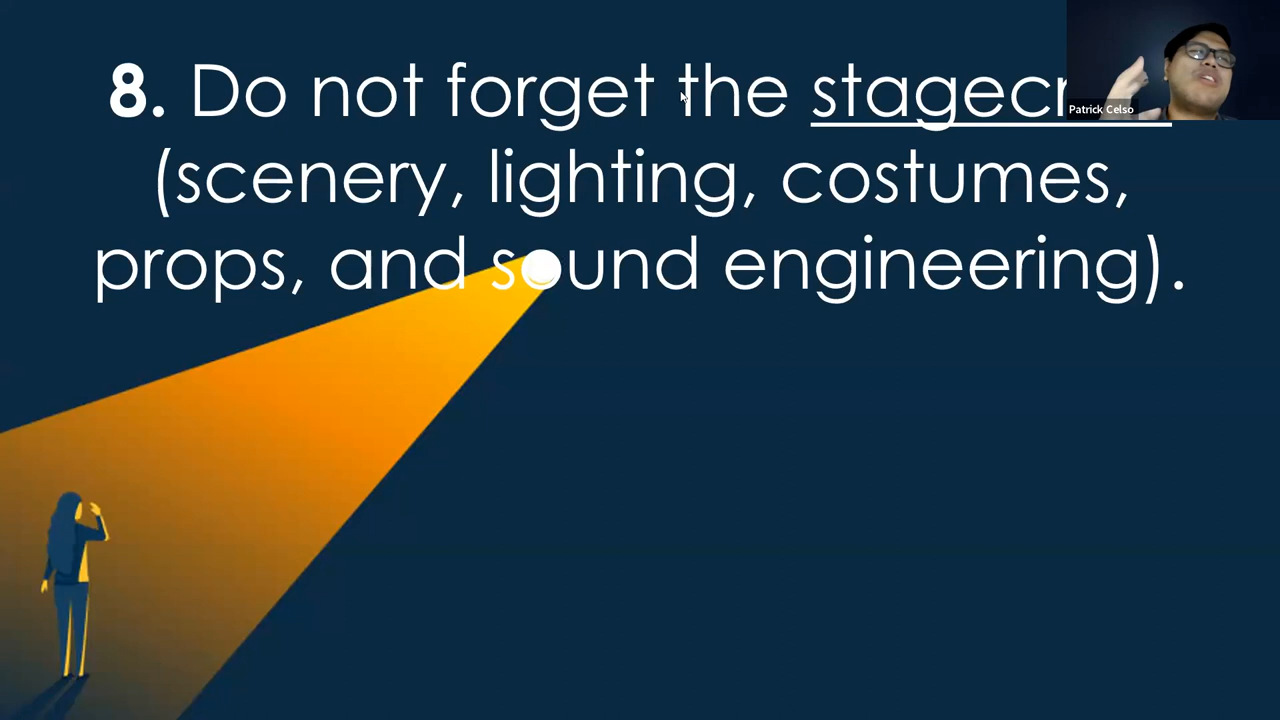 8. Do not forget the
(scenery, lighting, costumes,
props, and sound engineering).
Patrick Celso